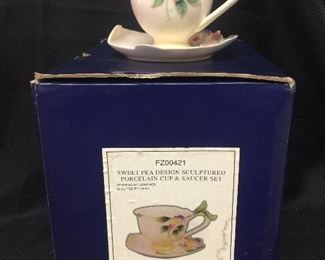 FZ00421
SWEET PEA DESIGN SCULPTURED
PORCELAIN CUP & SAUCER SET